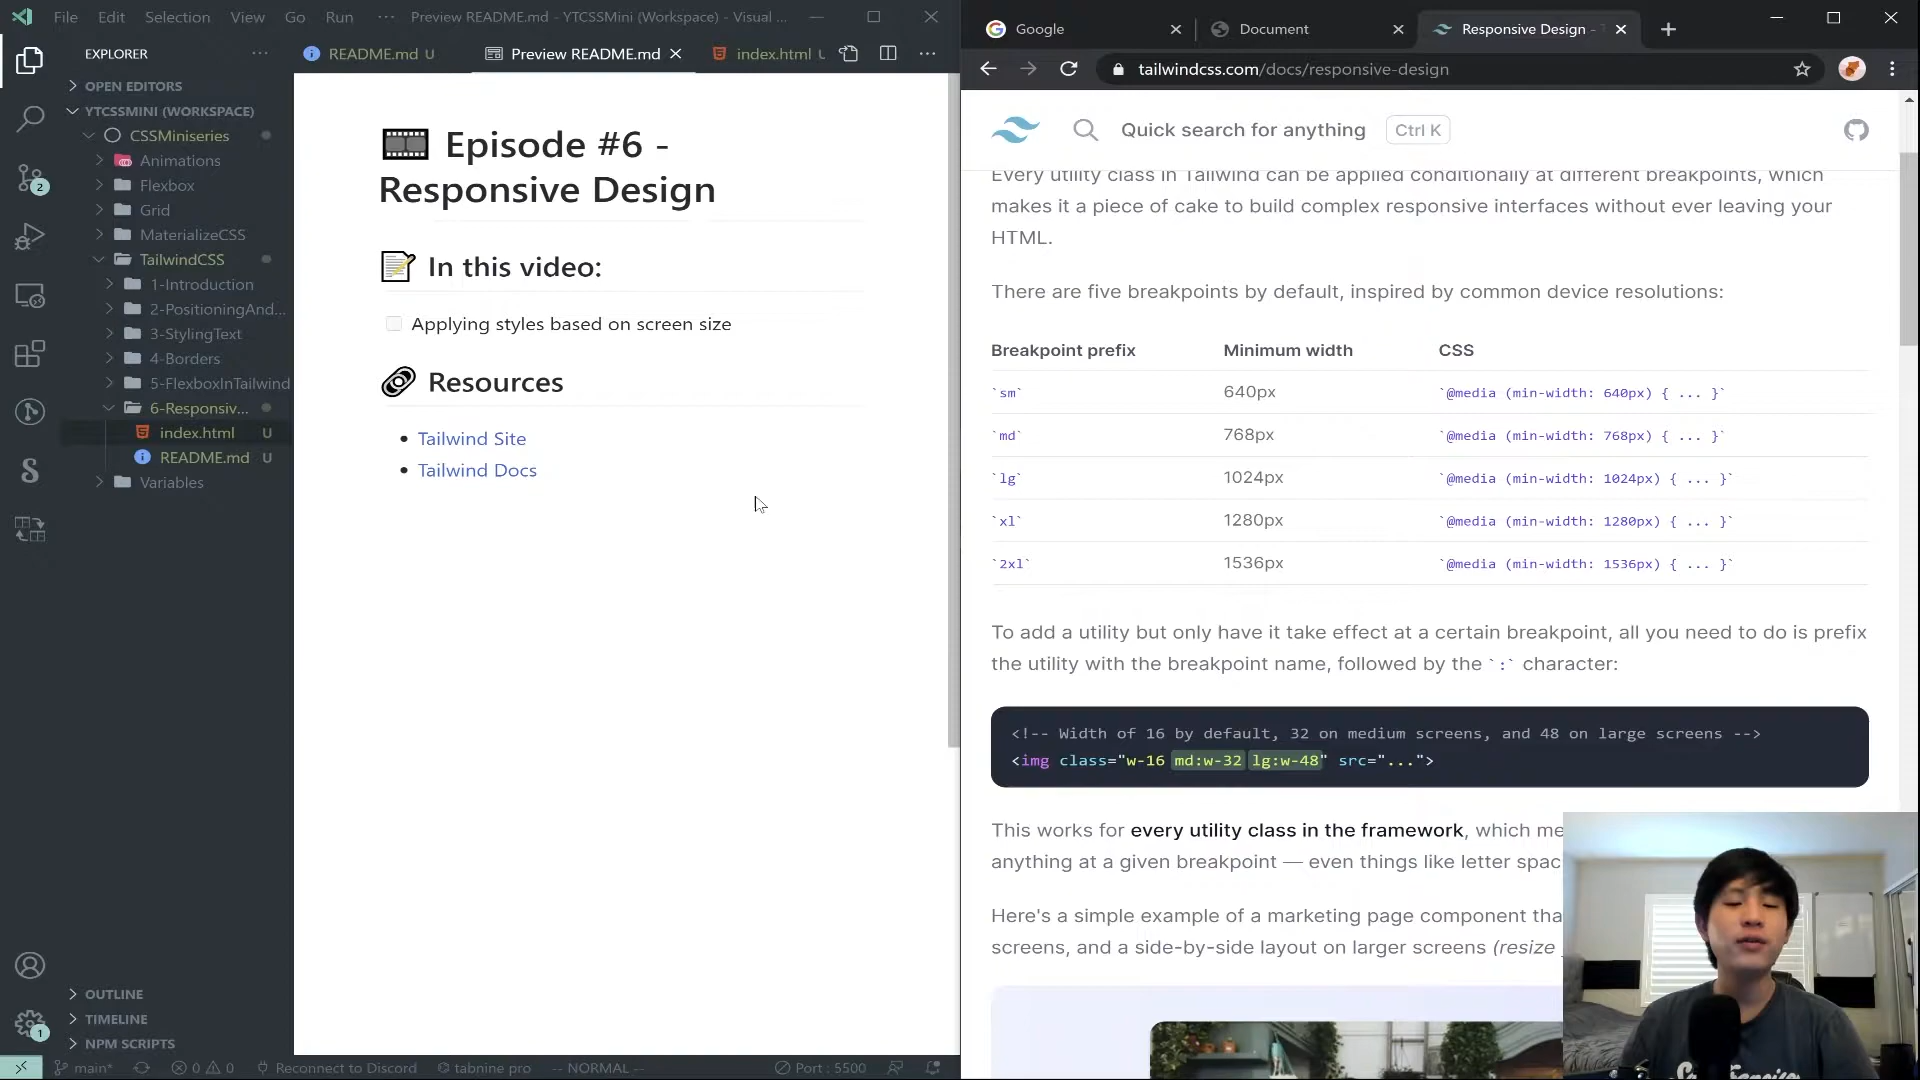 File Edit Selection View Go Run ··· Preview README.md - YTCSSMini (Workspace) - Visual ...
EXPLORER ···
OPEN EDITORS
YTCSSMINI (WORKSPACE)
CSSMiniseries
Animations
Flexbox
Grid
MaterializeCSS
TailwindCSS
1-Introduction
2-PositioningAnd...
3-StylingText
4-Borders
5-FlexboxInTailwind
6-Responsiv...
index.html U
README.md U
Variables
OUTLINE
TIMELINE
NPM SCRIPTS
2
1
README.md U Preview README.md index.html U ···
Episode #6 -
Responsive Design
In this video:
Applying styles based on screen size
Resources
• Tailwind Site
• Tailwind Docs
main* 0 0 Reconnect to Discord tabnine pro -- NORMAL -- Port : 5500
Google Document Responsive Design -
tailwindcss.com/docs/responsive-design
Quick search for anything Ctrl K
Every utility class in Tailwind can be applied conditionally at different breakpoints, which
makes it a piece of cake to build complex responsive interfaces without ever leaving your
HTML.
There are five breakpoints by default, inspired by common device resolutions:
Breakpoint prefix Minimum width CSS
`sm` 640px `@media (min-width: 640px) { ... }`
`md` 768px `@media (min-width: 768px) { ... }`
`lg` 1024px `@media (min-width: 1024px) { ... }`
`xl` 1280px `@media (min-width: 1280px) { ... }`
`2xl` 1536px `@media (min-width: 1536px) { ... }`
To add a utility but only have it take effect at a certain breakpoint, all you need to do is prefix
the utility with the breakpoint name, followed by the `:` character:
<!-- Width of 16 by default, 32 on medium screens, and 48 on large screens -->
<img class="w-16 md:w-32 lg:w-48" src="...">
This works for every utility class in the framework, which me
anything at a given breakpoint — even things like letter spac
Here's a simple example of a marketing page component tha
screens, and a side-by-side layout on larger screens (resize